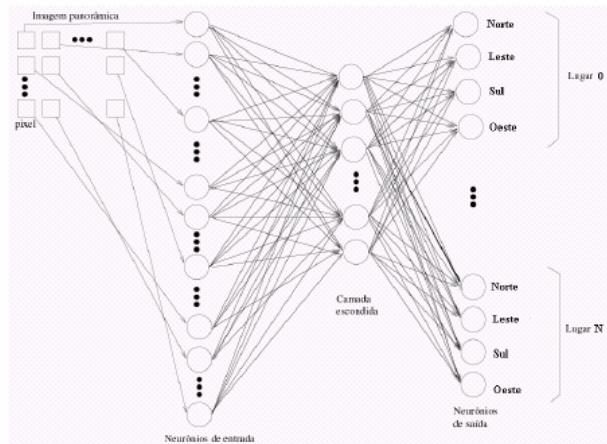 Imagem panorâmica
pixel
Neurônios de entrada
Camada
escondida
Norte
Leste
Sul
Oeste
Lugar 0
Norte
Leste
Sul
Oeste
Lugar N
Neurônios
de saída